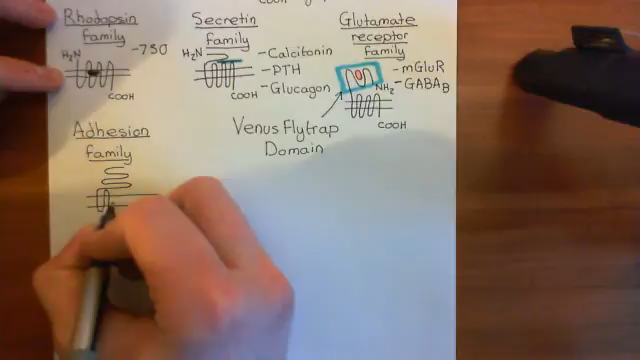 Rhodopsin
family
H₂N
-750
COOH
Secretin
family
H₂N
-Calcitonin
-PTH
-Glucagon
COOH
Glutamate
receptor
family
-mGluR
NH₂
-GABAB
COOH
Venus Flytrap
Domain
Adhesion
family